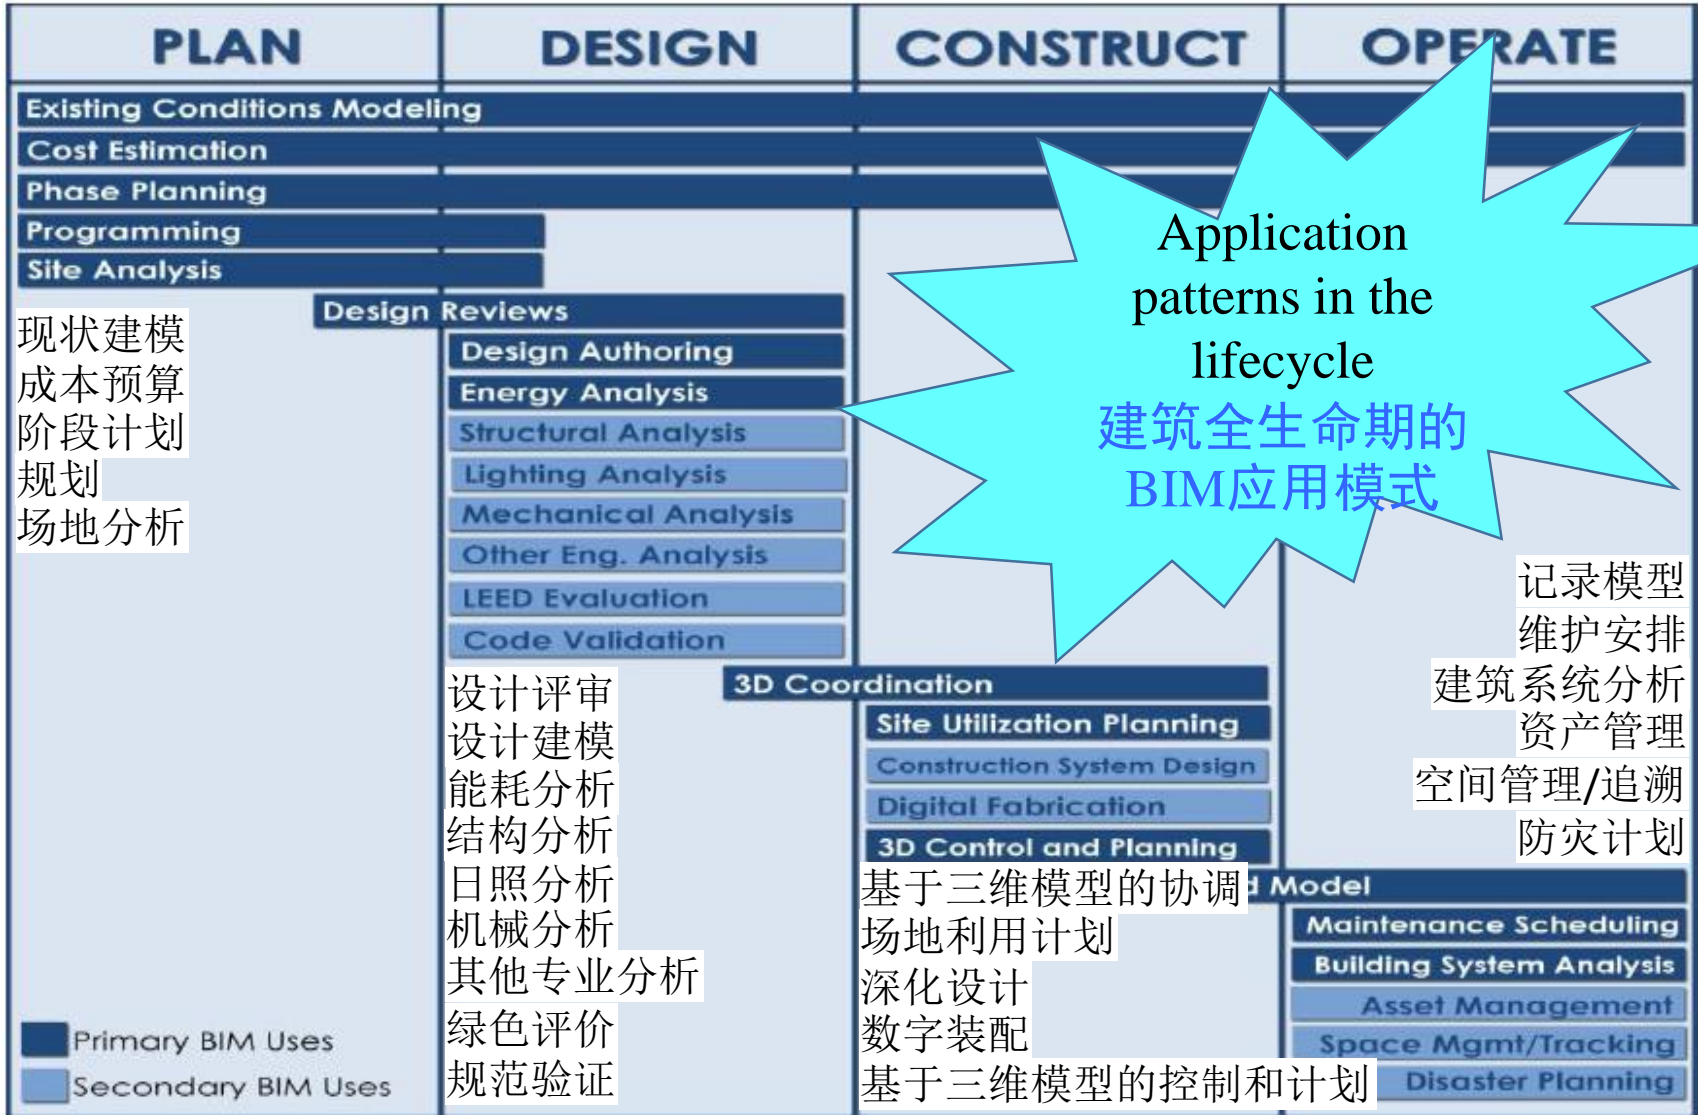 PLAN
DESIGN
CONSTRUCT
OPERATE
Existing Conditions Modeling
Cost Estimation
Phase Planning
Programming
Site Analysis
现状建模
成本预算
阶段计划
规划
场地分析
Design Reviews
Design Authoring
Energy Analysis
Structural Analysis
Lighting Analysis
Mechanical Analysis
Other Eng. Analysis
LEED Evaluation
Code Validation
设计评审
设计建模
能耗分析
结构分析
日照分析
机械分析
其他专业分析
绿色评价
规范验证
Application
patterns in the
lifecycle
建筑全生命期的
BIM应用模式
3D Coordination
Site Utilization Planning
Construction System Design
Digital Fabrication
3D Control and Planning
基于三维模型的协调
场地利用计划
深化设计
数字装配
基于三维模型的控制和计划
记录模型
维护安排
建筑系统分析
资产管理
空间管理/追溯
防灾计划
Model
Maintenance Scheduling
Building System Analysis
Asset Management
Space Mgmt/Tracking
Disaster Planning
Primary BIM Uses
Secondary BIM Uses